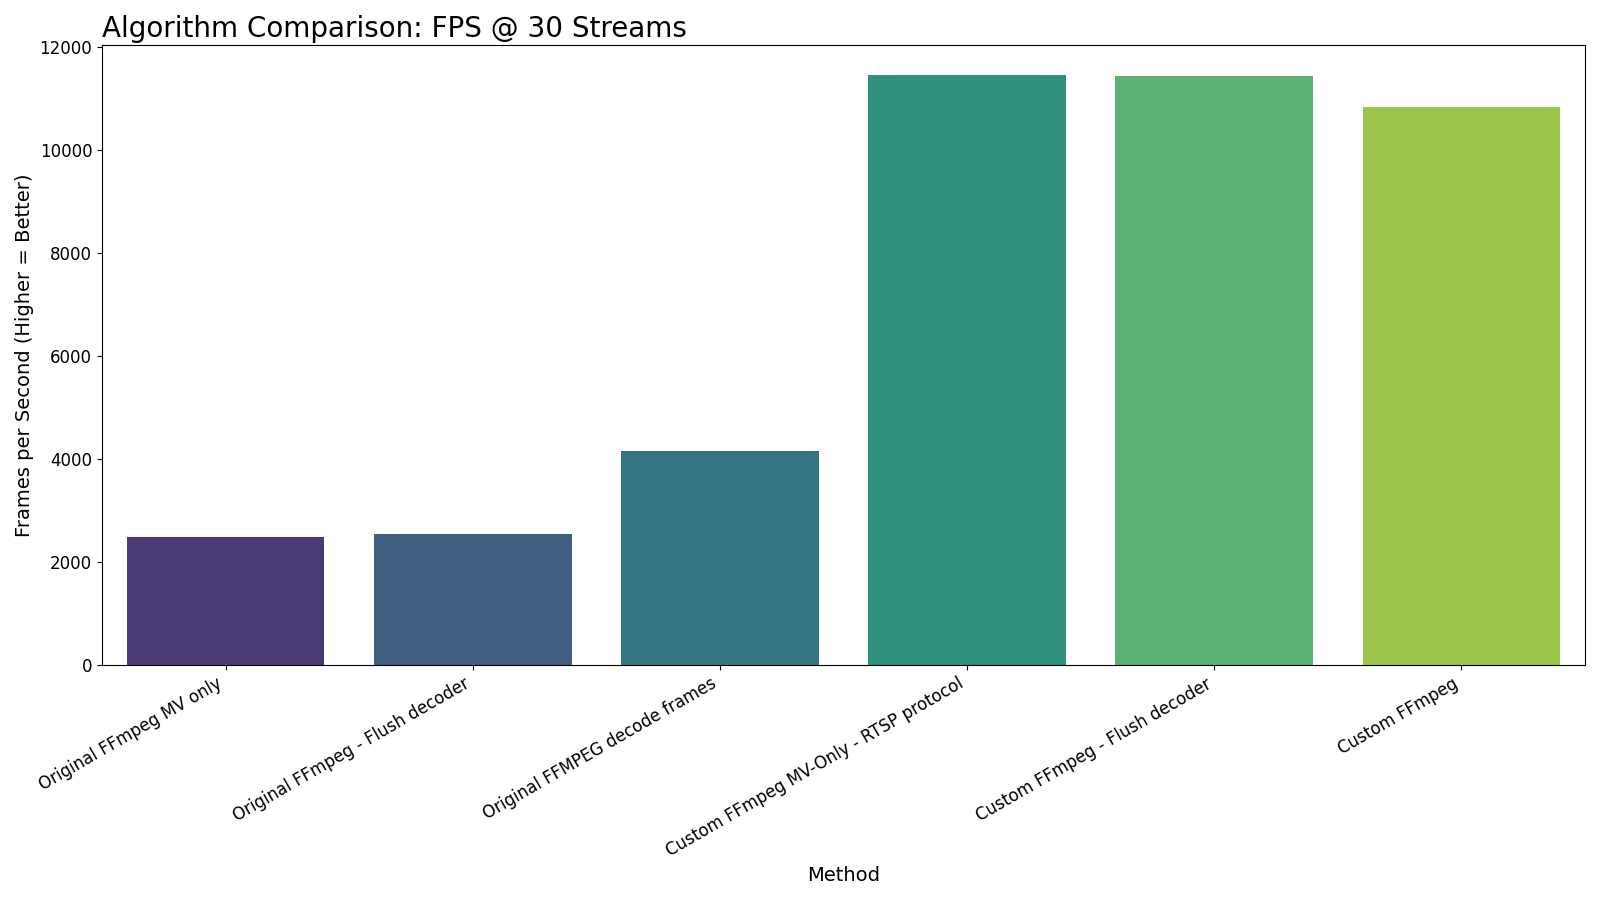 Algorithm Comparison: FPS @ 30 Streams
Frames per Second (Higher = Better)
12000
10000
8000
6000
4000
2000
0
Original FFmpeg MV only
Original FFmpeg - Flush decoder
Original FFMPEG decode frames
Custom FFmpeg MV-Only - RTSP protocol
Custom FFmpeg - Flush decoder
Custom FFmpeg
Method